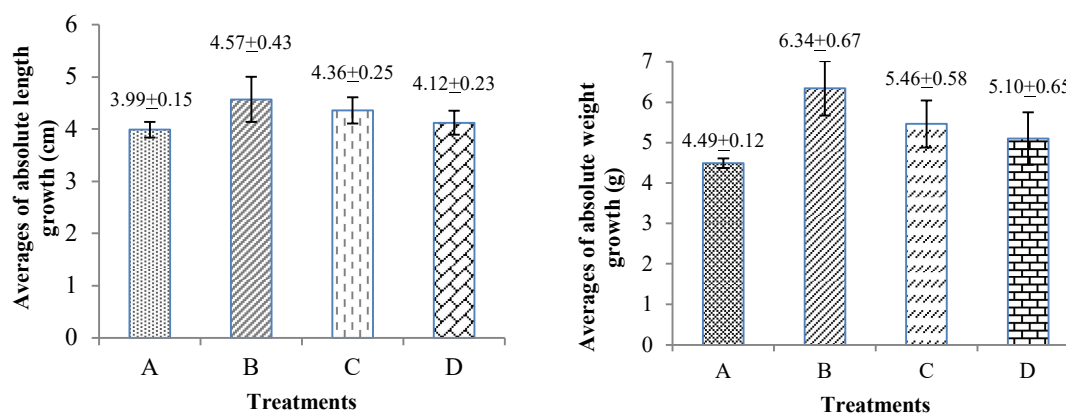 Averages of absolute length
growth (cm)
6
5
4
3
2
1
0
3.99±0.15
4.57±0.43
4.36±0.25
4.12±0.23
A B C D
Treatments
Averages of absolute weight
growth (g)
7
6
5
4
3
2
1
0
4.49±0.12
6.34±0.67
5.46±0.58
5.10±0.65
A B C D
Treatments